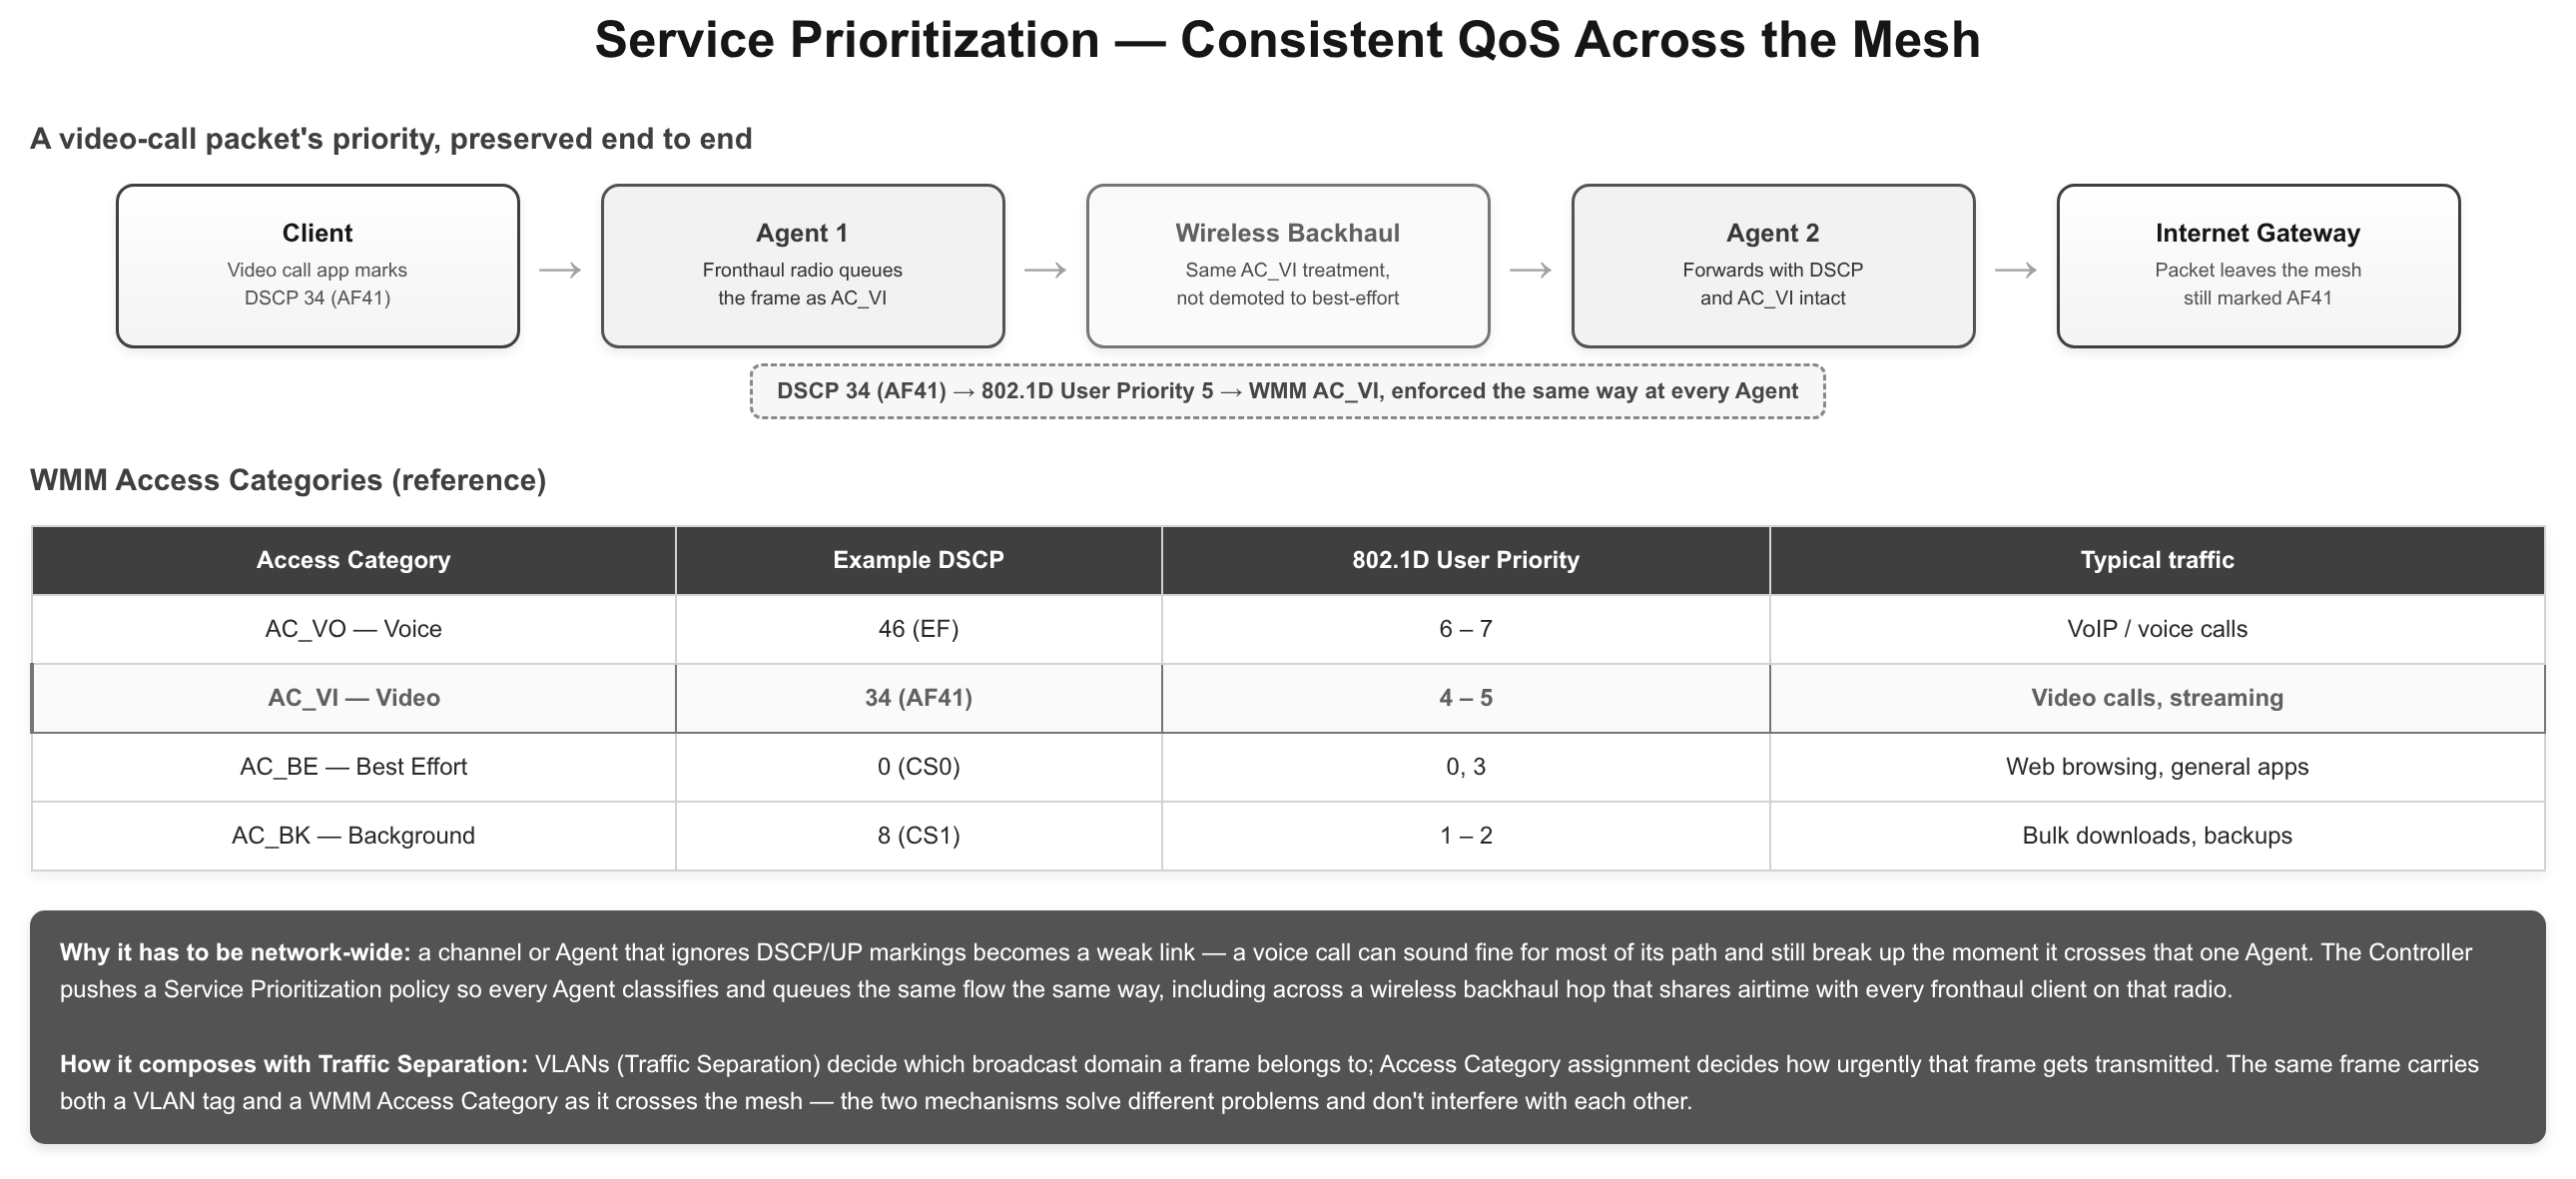 Service Prioritization — Consistent QoS Across the Mesh
A video-call packet's priority, preserved end to end
Client
Video call app marks
DSCP 34 (AF41)
→
Agent 1
Fronthaul radio queues
the frame as AC_VI
→
Wireless Backhaul
Same AC_VI treatment,
not demoted to best-effort
→
Agent 2
Forwards with DSCP
and AC_VI intact
→
Internet Gateway
Packet leaves the mesh
still marked AF41
DSCP 34 (AF41) → 802.1D User Priority 5 → WMM AC_VI, enforced the same way at every Agent
WMM Access Categories (reference)
Access Category Example DSCP 802.1D User Priority Typical traffic
AC_VO — Voice 46 (EF) 6 – 7 VoIP / voice calls
AC_VI — Video 34 (AF41) 4 – 5 Video calls, streaming
AC_BE — Best Effort 0 (CS0) 0, 3 Web browsing, general apps
AC_BK — Background 8 (CS1) 1 – 2 Bulk downloads, backups
Why it has to be network-wide: a channel or Agent that ignores DSCP/UP markings becomes a weak link — a voice call can sound fine for most of its path and still break up the moment it crosses that one Agent. The Controller
pushes a Service Prioritization policy so every Agent classifies and queues the same flow the same way, including across a wireless backhaul hop that shares airtime with every fronthaul client on that radio.
How it composes with Traffic Separation: VLANs (Traffic Separation) decide which broadcast domain a frame belongs to; Access Category assignment decides how urgently that frame gets transmitted. The same frame carries
both a VLAN tag and a WMM Access Category as it crosses the mesh — the two mechanisms solve different problems and don't interfere with each other.